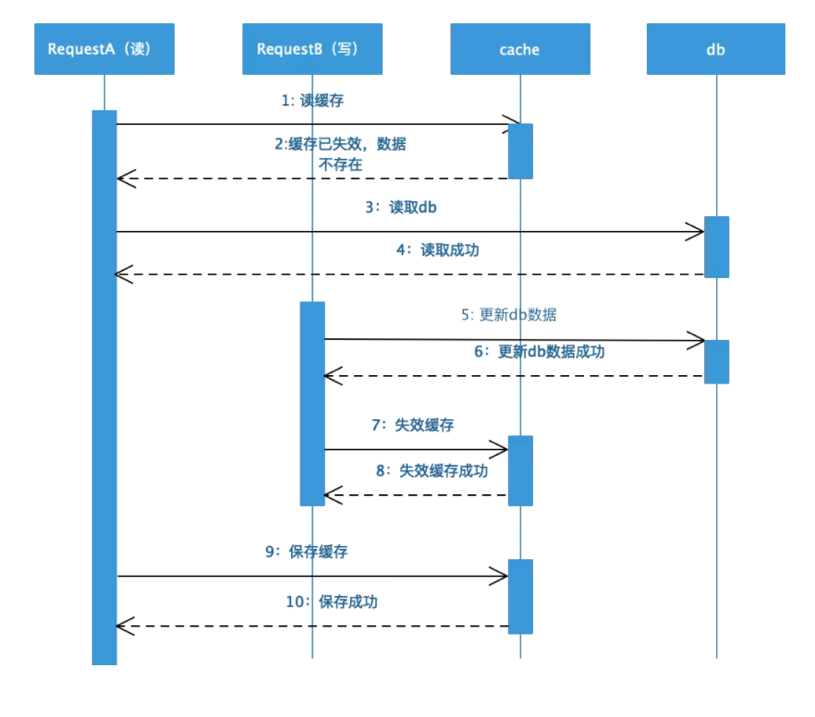 RequestA（读）
RequestB（写）
cache
db
1: 读缓存
2:缓存已失效，数据
不存在
3：读取db
4：读取成功
5: 更新db数据
6：更新db数据成功
7：失效缓存
8：失效缓存成功
9：保存缓存
10：保存成功